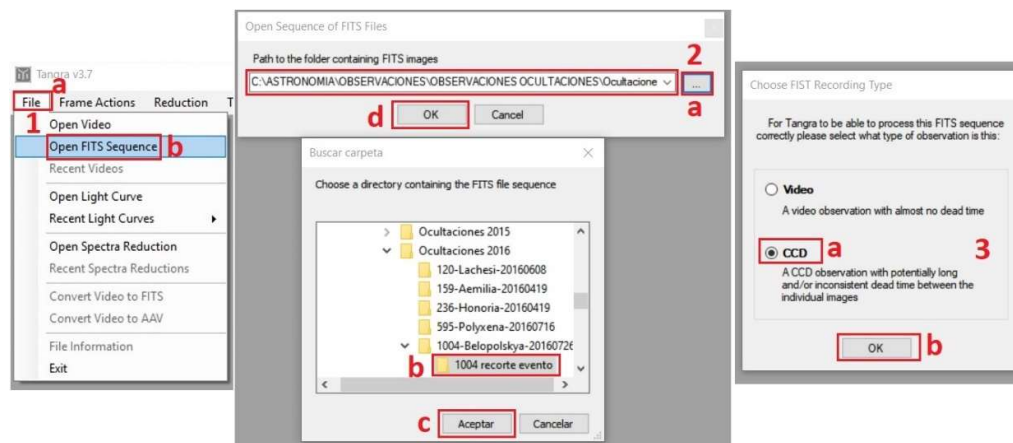 Tangra v3.7
a
File Frame Actions Reduction T
1
Open Video
Open FITS Sequence b
Recent Videos
Open Light Curve
Recent Light Curves
Open Spectra Reduction
Recent Spectra Reductions
Convert Video to FITS
Convert Video to AAV
File Information
Exit
Open Sequence of FITS Files
Path to the folder containing FITS images
2
C:\ASTRONOMIA\OBSERVACIONES\OBSERVACIONES OCULTACIONES\Ocultacione ...
a
d OK Cancel
Buscar carpeta
Choose a directory containing the FITS file sequence
Ocultaciones 2015
Ocultaciones 2016
120-Lachesi-20160608
159-Aemilia-20160419
236-Honoria-20160419
595-Polyxena-20160716
1004-Belopolskya-20160726
b 1004 recorte evento
c Aceptar Cancelar
Choose FIST Recording Type
For Tangra to be able to process this FITS sequence
correctly please select what type of observation is this:
Video
A video observation with almost no dead time
CCD a 3
A CCD observation with potentially long
and/or inconsistent dead time between the
individual images
OK b